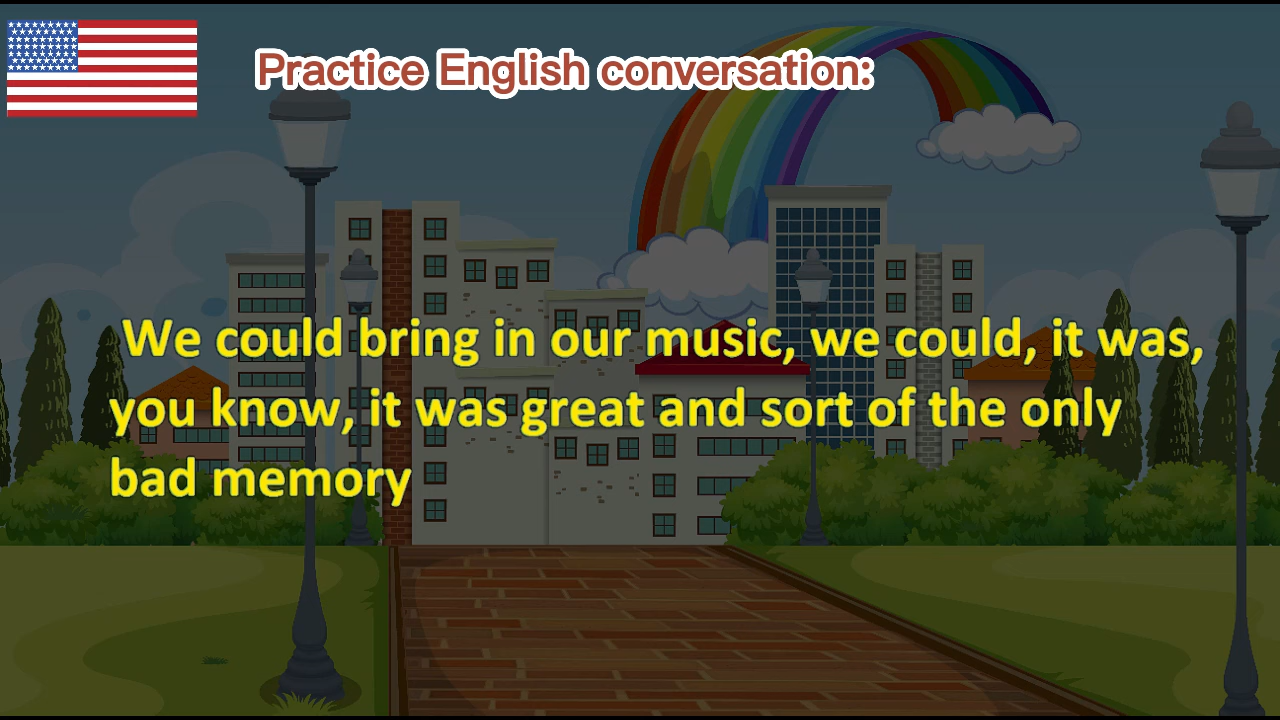 Practice English conversation:
We could bring in our music, we could, it was,
you know, it was great and sort of the only
bad memory